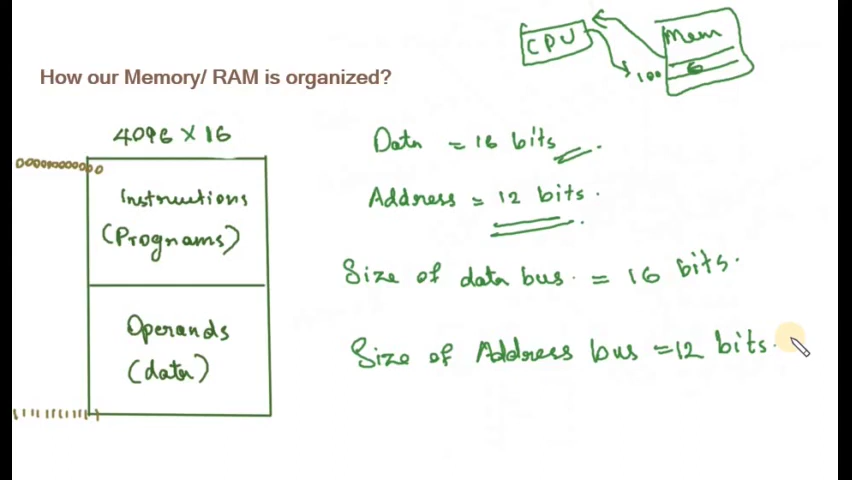 CPU
Mem
100
6
How our Memory/ RAM is organized?
4096 X 16
000000000000
Instructions
(Programs)
Operands
(data)
111111111111
Data = 16 bits.
Address = 12 bits.
Size of data bus. = 16 bits.
Size of Address bus = 12 bits.